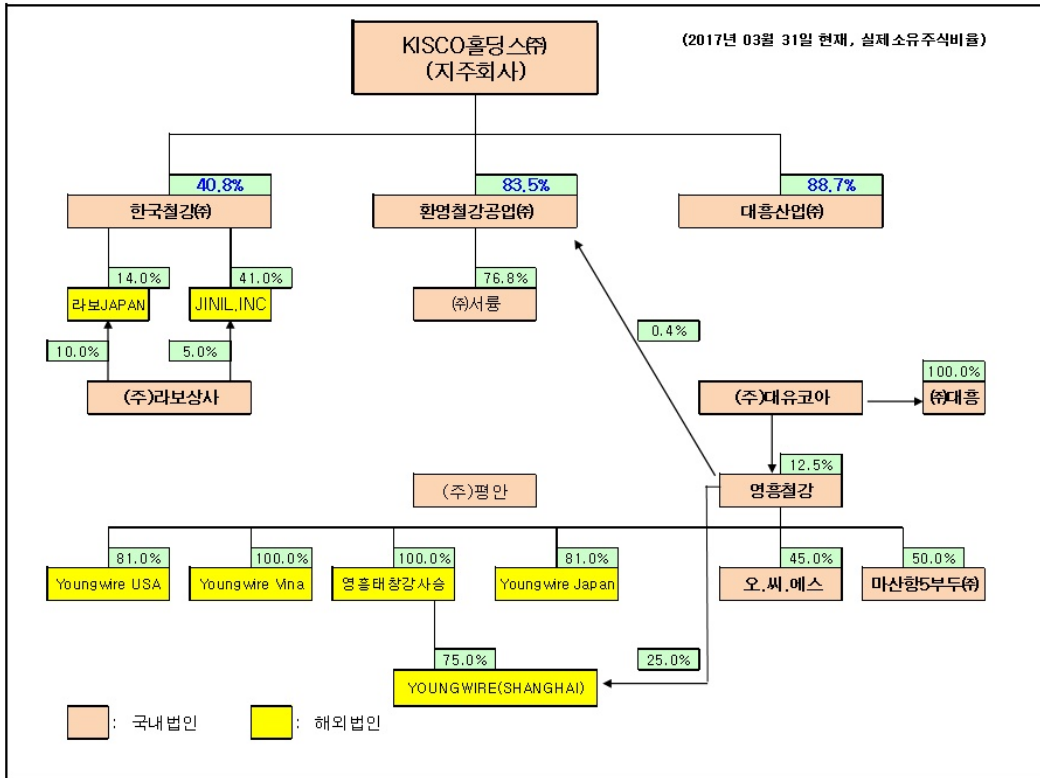 KISCO홀딩스㈜
(지주회사)
(2017년 03월 31일 현재, 실제소유주식비율)
40.8%
한국철강㈜
83.5%
환영철강공업㈜
88.7%
대흥산업㈜
14.0%
라보JAPAN
41.0%
JINIL.INC
76.8%
㈜서륭
10.0%
5.0%
0.4%
(주)라보상사
(주)대유코아
100.0%
㈜대흥
(주)평안
12.5%
영흥철강
81.0%
Youngwire USA
100.0%
Youngwire Vina
100.0%
영흥태창강사승
81.0%
Youngwire Japan
45.0%
오.씨.에스
50.0%
마산항5부두㈜
75.0%
25.0%
YOUNGWIRE(SHANGHAI)
: 국내법인
: 해외법인